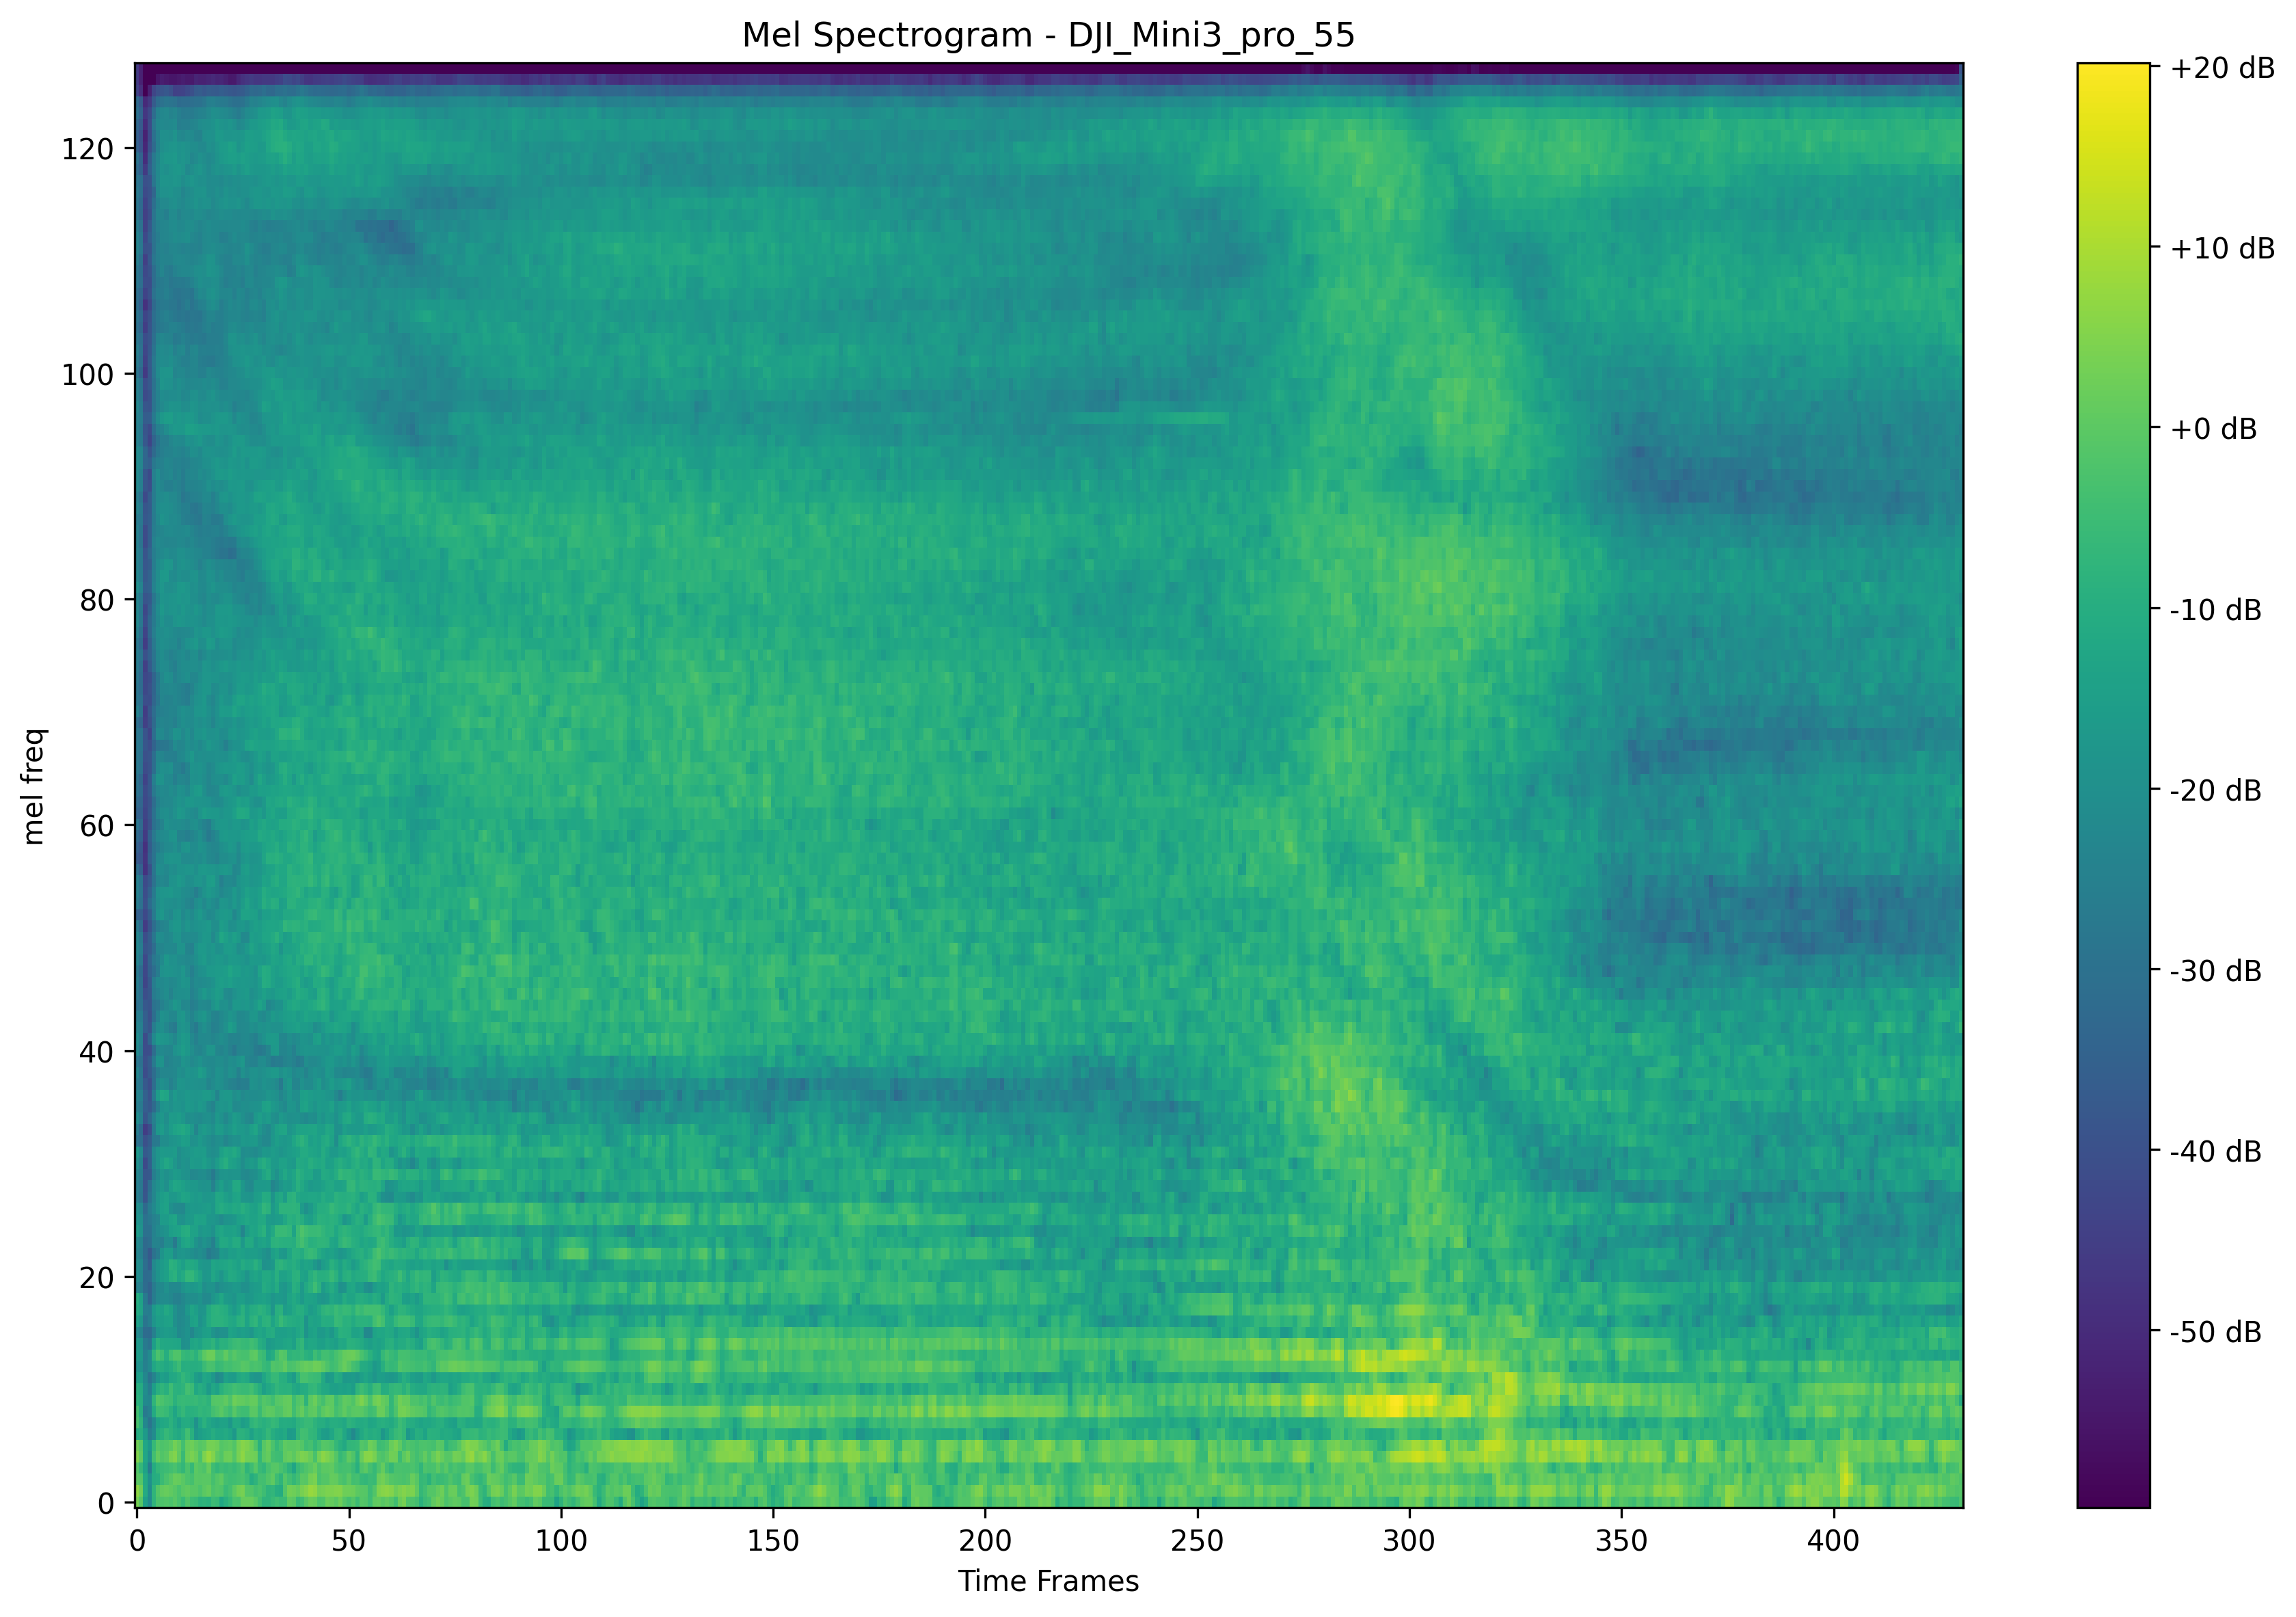 Mel Spectrogram - DJI_Mini3_pro_55
+20 dB
+10 dB
+0 dB
-10 dB
-20 dB
-30 dB
-40 dB
-50 dB
mel freq
120
100
80
60
40
20
0
0 50 100 150 200 250 300 350 400
Time Frames